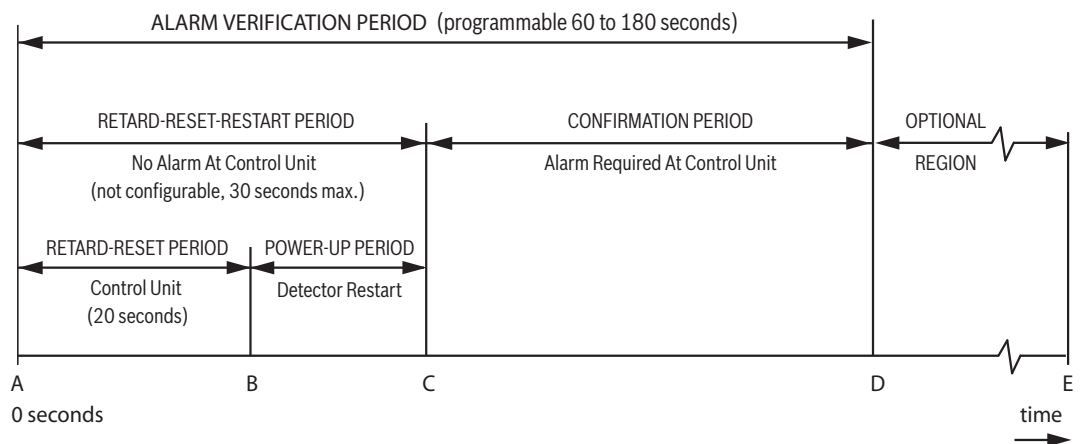 ALARM VERIFICATION PERIOD (programmable 60 to 180 seconds)
RETARD-RESET-RESTART PERIOD
No Alarm At Control Unit
(not configurable, 30 seconds max.)
CONFIRMATION PERIOD
Alarm Required At Control Unit
OPTIONAL
REGION
RETARD-RESET PERIOD
Control Unit
(20 seconds)
POWER-UP PERIOD
Detector Restart
A B C D E
0 seconds
time